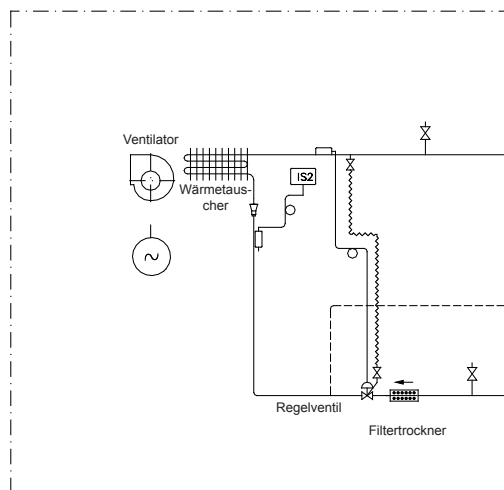 Ventilator
Wärmetaus-
cher
IS2
Regelventil
Filtertrockner